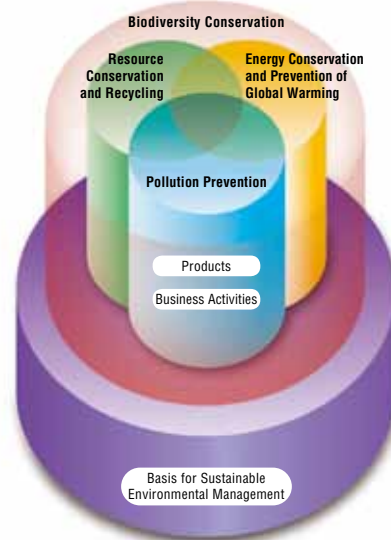 Biodiversity Conservation
Resource
Conservation
and Recycling
Energy Conservation
and Prevention of
Global Warming
Pollution Prevention
Products
Business Activities
Basis for Sustainable
Environmental Management